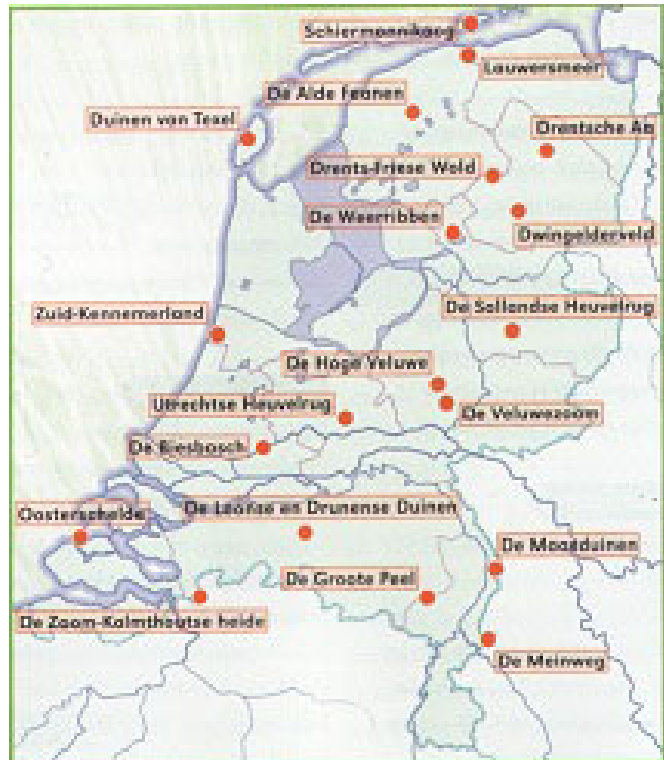 Schiermonnikoog
Lauwersmeer
De Alde Feanen
Duinen van Texel
Drentsche Aa
Drents-Friese Wold
De Weerribben
Dwingelderveld
De Sallandse Heuvelrug
Zuid-Kennemerland
De Hoge Veluwe
Utrechtse Heuvelrug
De Veluwezoom
De Biesbosch
De Loonse en Drunense Duinen
Oosterschelde
De Maasduinen
De Groote Peel
De Zoom-Kalmthoutse heide
De Meinweg